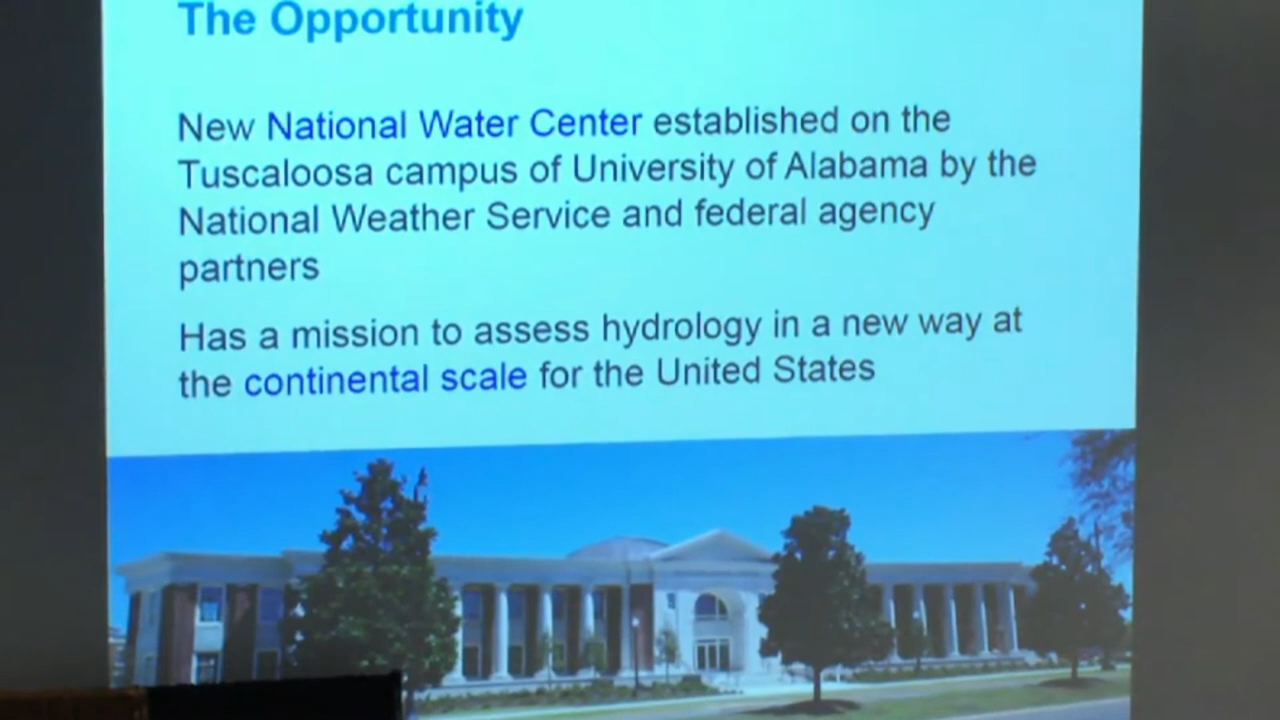 The Opportunity
New National Water Center established on the
Tuscaloosa campus of University of Alabama by the
National Weather Service and federal agency
partners
Has a mission to assess hydrology in a new way at
the continental scale for the United States